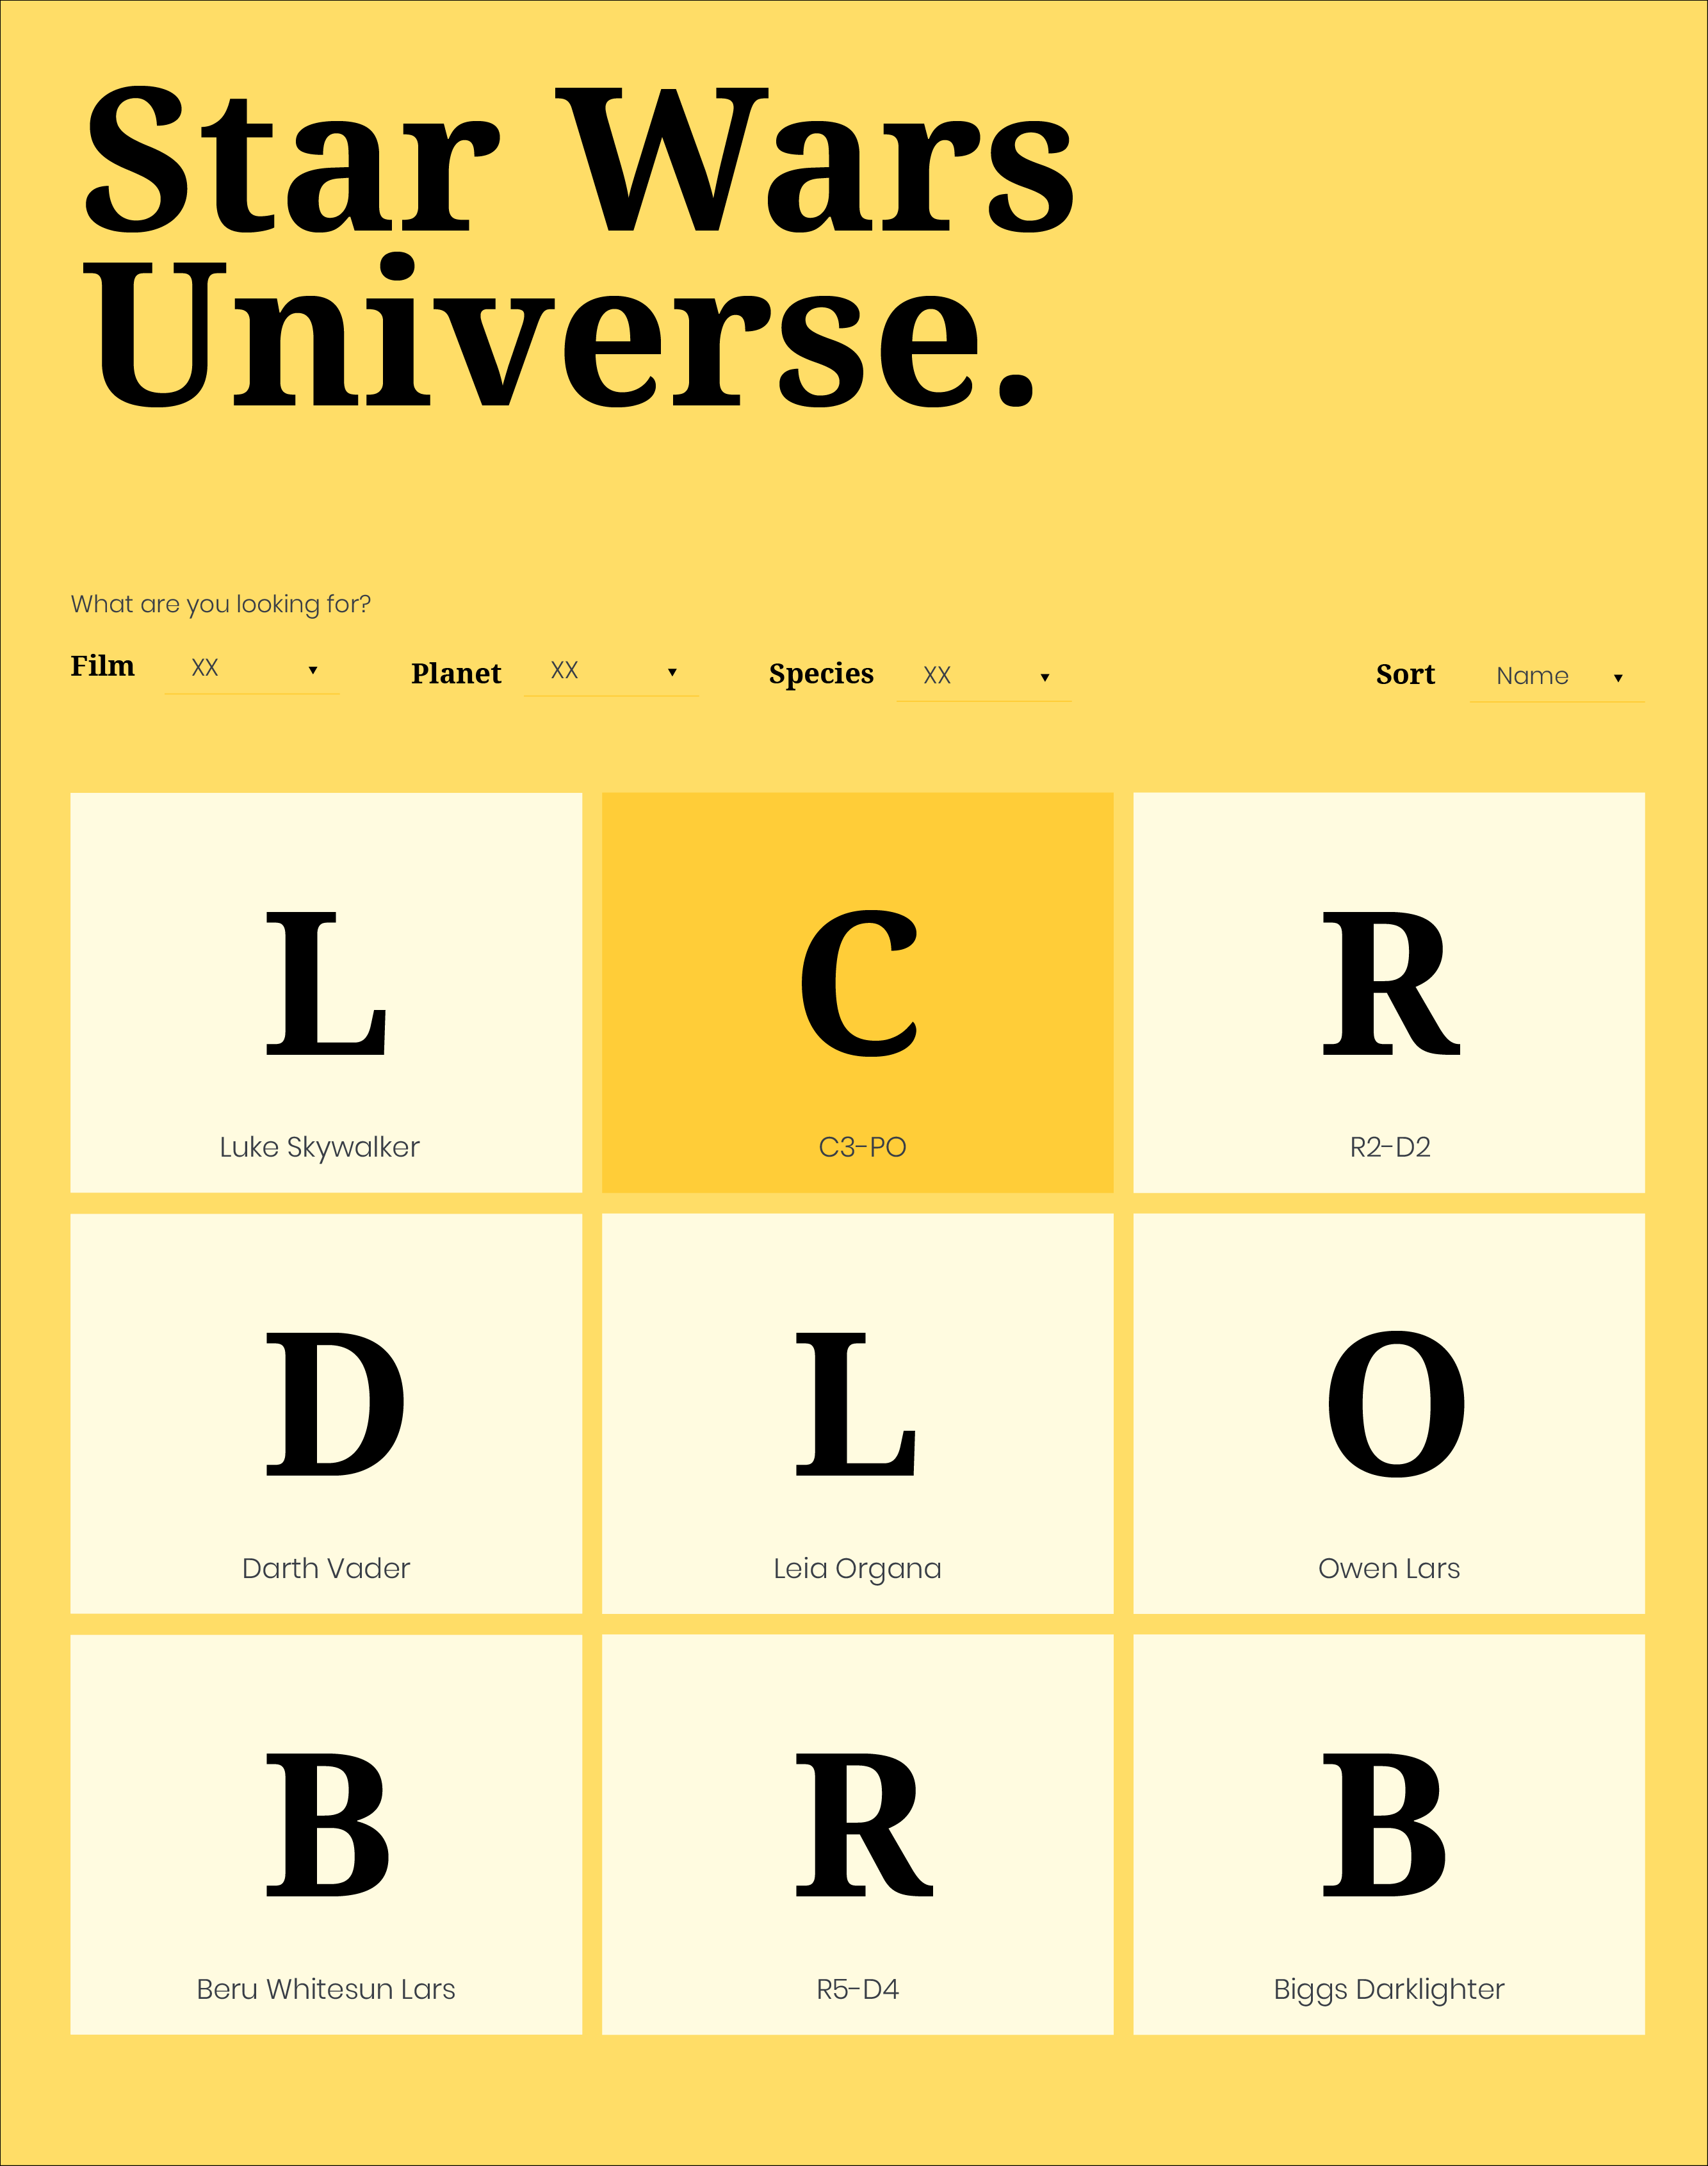 Star Wars
Universe.
What are you looking for?
Film XX ▼ Planet XX ▼ Species XX ▼ Sort Name ▼
L C R
Luke Skywalker C3-PO R2-D2
D L O
Darth Vader Leia Organa Owen Lars
B R B
Beru Whitesun Lars R5-D4 Biggs Darklighter